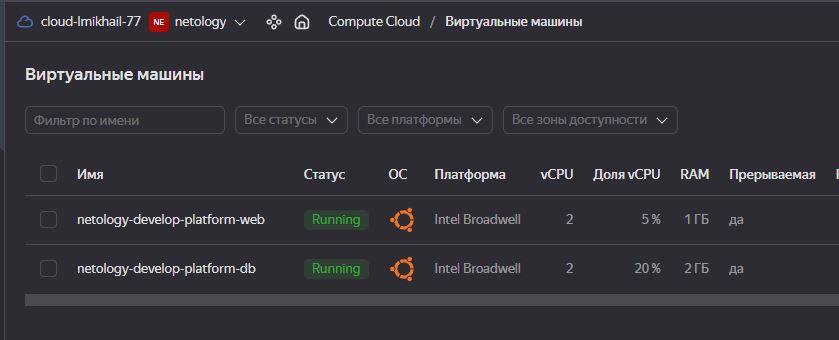 cloud-lmikhail-77 NE netology Compute Cloud / Виртуальные машины
Виртуальные машины
Фильтр по имени Все статусы Все платформы Все зоны доступности
Имя Статус ОС Платформа vCPU Доля vCPU RAM Прерываемая
netology-develop-platform-web Running Intel Broadwell 2 5 % 1 ГБ да
netology-develop-platform-db Running Intel Broadwell 2 20 % 2 ГБ да